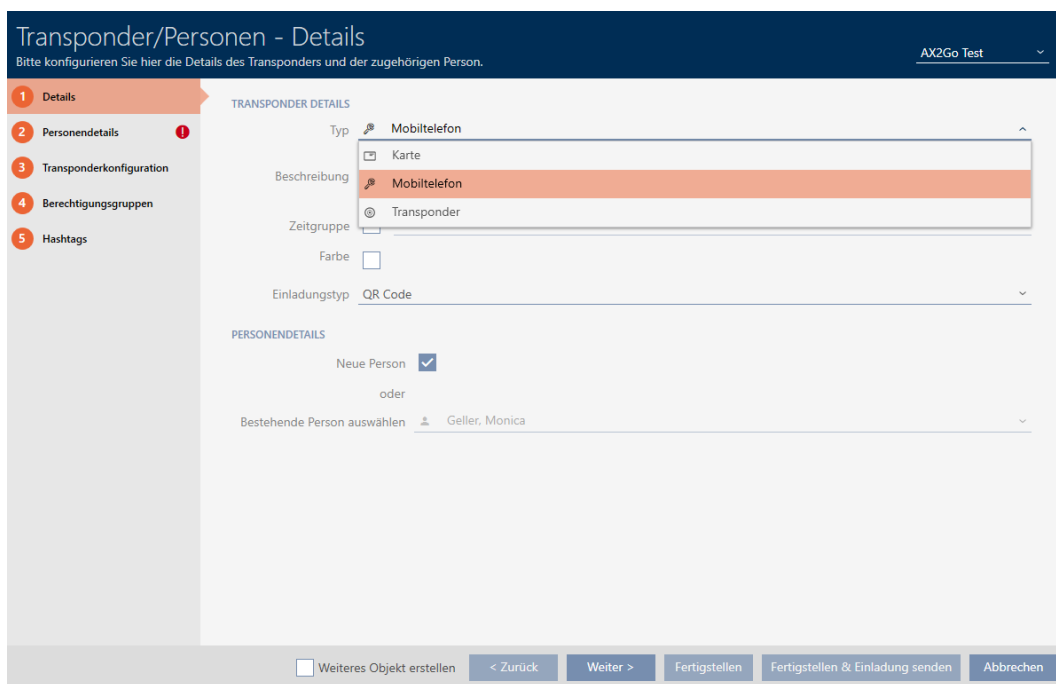 Transponder/Personen - Details
Bitte konfigurieren Sie hier die Details des Transponders und der zugehörigen Person.
AX2Go Test
1 Details
2 Personendetails !
3 Transponderkonfiguration
4 Berechtigungsgruppen
5 Hashtags
TRANSPONDER DETAILS
Typ Mobiltelefon
Karte
Beschreibung Mobiltelefon
Transponder
Zeitgruppe
Farbe
Einladungstyp QR Code
PERSONENDETAILS
Neue Person
oder
Bestehende Person auswählen Geller, Monica
Weiteres Objekt erstellen < Zurück Weiter > Fertigstellen Fertigstellen & Einladung senden Abbrechen